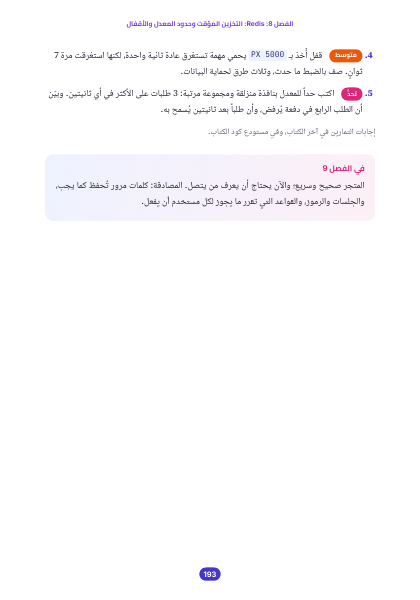 الفصل 8: Redis: التخزين المؤقت وحدود المعدل والأقفال
4. متوسط قفل أُخذ بـ PX 5000 يحمي مهمة تستغرق عادة ثانية واحدة، لكنها استغرقت مرة 7
ثوانٍ. صف بالضبط ما حدث، وثلاث طرق لحماية البيانات.
5. تحدٍّ اكتب حداً للمعدل بنافذة منزلقة ومجموعة مرتبة: 3 طلبات على الأكثر في أي ثانيتين. وبيّن
أن الطلب الرابع في دفعة يُرفض، وأن طلباً بعد ثانيتين يُسمح به.
إجابات التمارين في آخر الكتاب، وفي مستودع كود الكتاب.
في الفصل 9
المتجر صحيح وسريع؛ والآن يحتاج أن يعرف من يتصل. المصادقة: كلمات مرور تُحفظ كما يجب،
والجلسات والرموز، والقواعد التي تقرر ما يجوز لكل مستخدم أن يفعل.
193